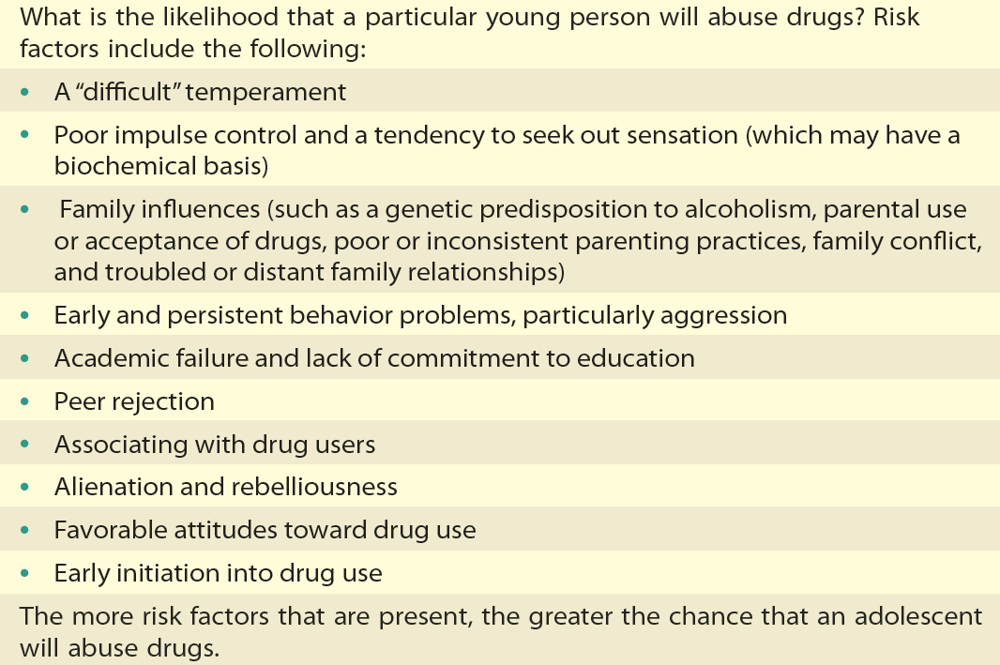 What is the likelihood that a particular young person will abuse drugs? Risk
factors include the following:
• A “difficult” temperament
• Poor impulse control and a tendency to seek out sensation (which may have a
biochemical basis)
• Family influences (such as a genetic predisposition to alcoholism, parental use
or acceptance of drugs, poor or inconsistent parenting practices, family conflict,
and troubled or distant family relationships)
• Early and persistent behavior problems, particularly aggression
• Academic failure and lack of commitment to education
• Peer rejection
• Associating with drug users
• Alienation and rebelliousness
• Favorable attitudes toward drug use
• Early initiation into drug use
The more risk factors that are present, the greater the chance that an adolescent
will abuse drugs.